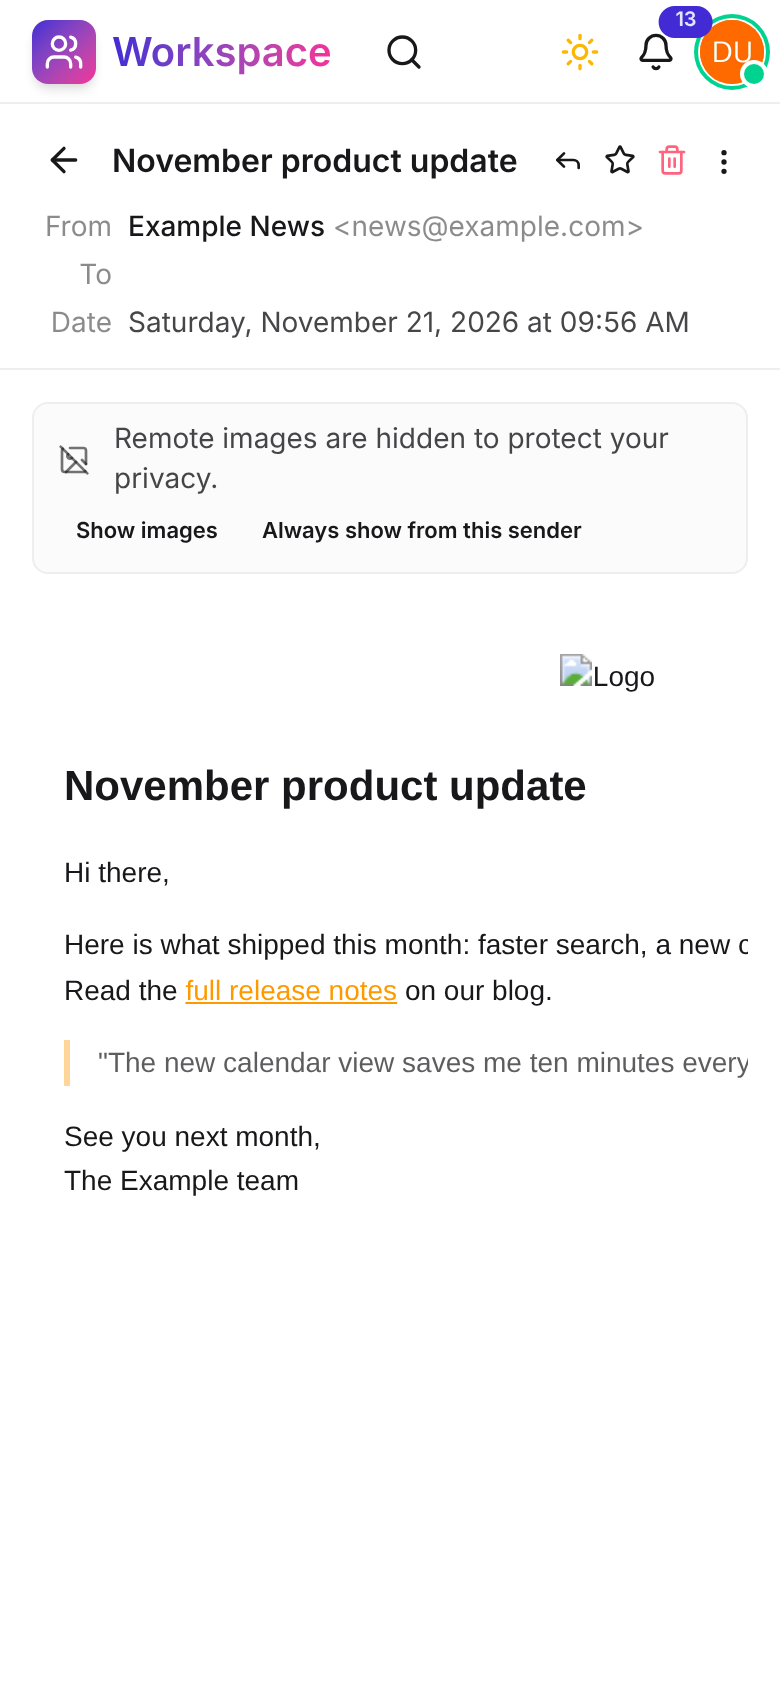 Workspace
13
DU
November product update
From Example News <news@example.com>
To
Date Saturday, November 21, 2026 at 09:56 AM
Remote images are hidden to protect your
privacy.
Show images Always show from this sender
Logo
November product update
Hi there,
Here is what shipped this month: faster search, a new
Read the full release notes on our blog.
"The new calendar view saves me ten minutes every
See you next month,
The Example team